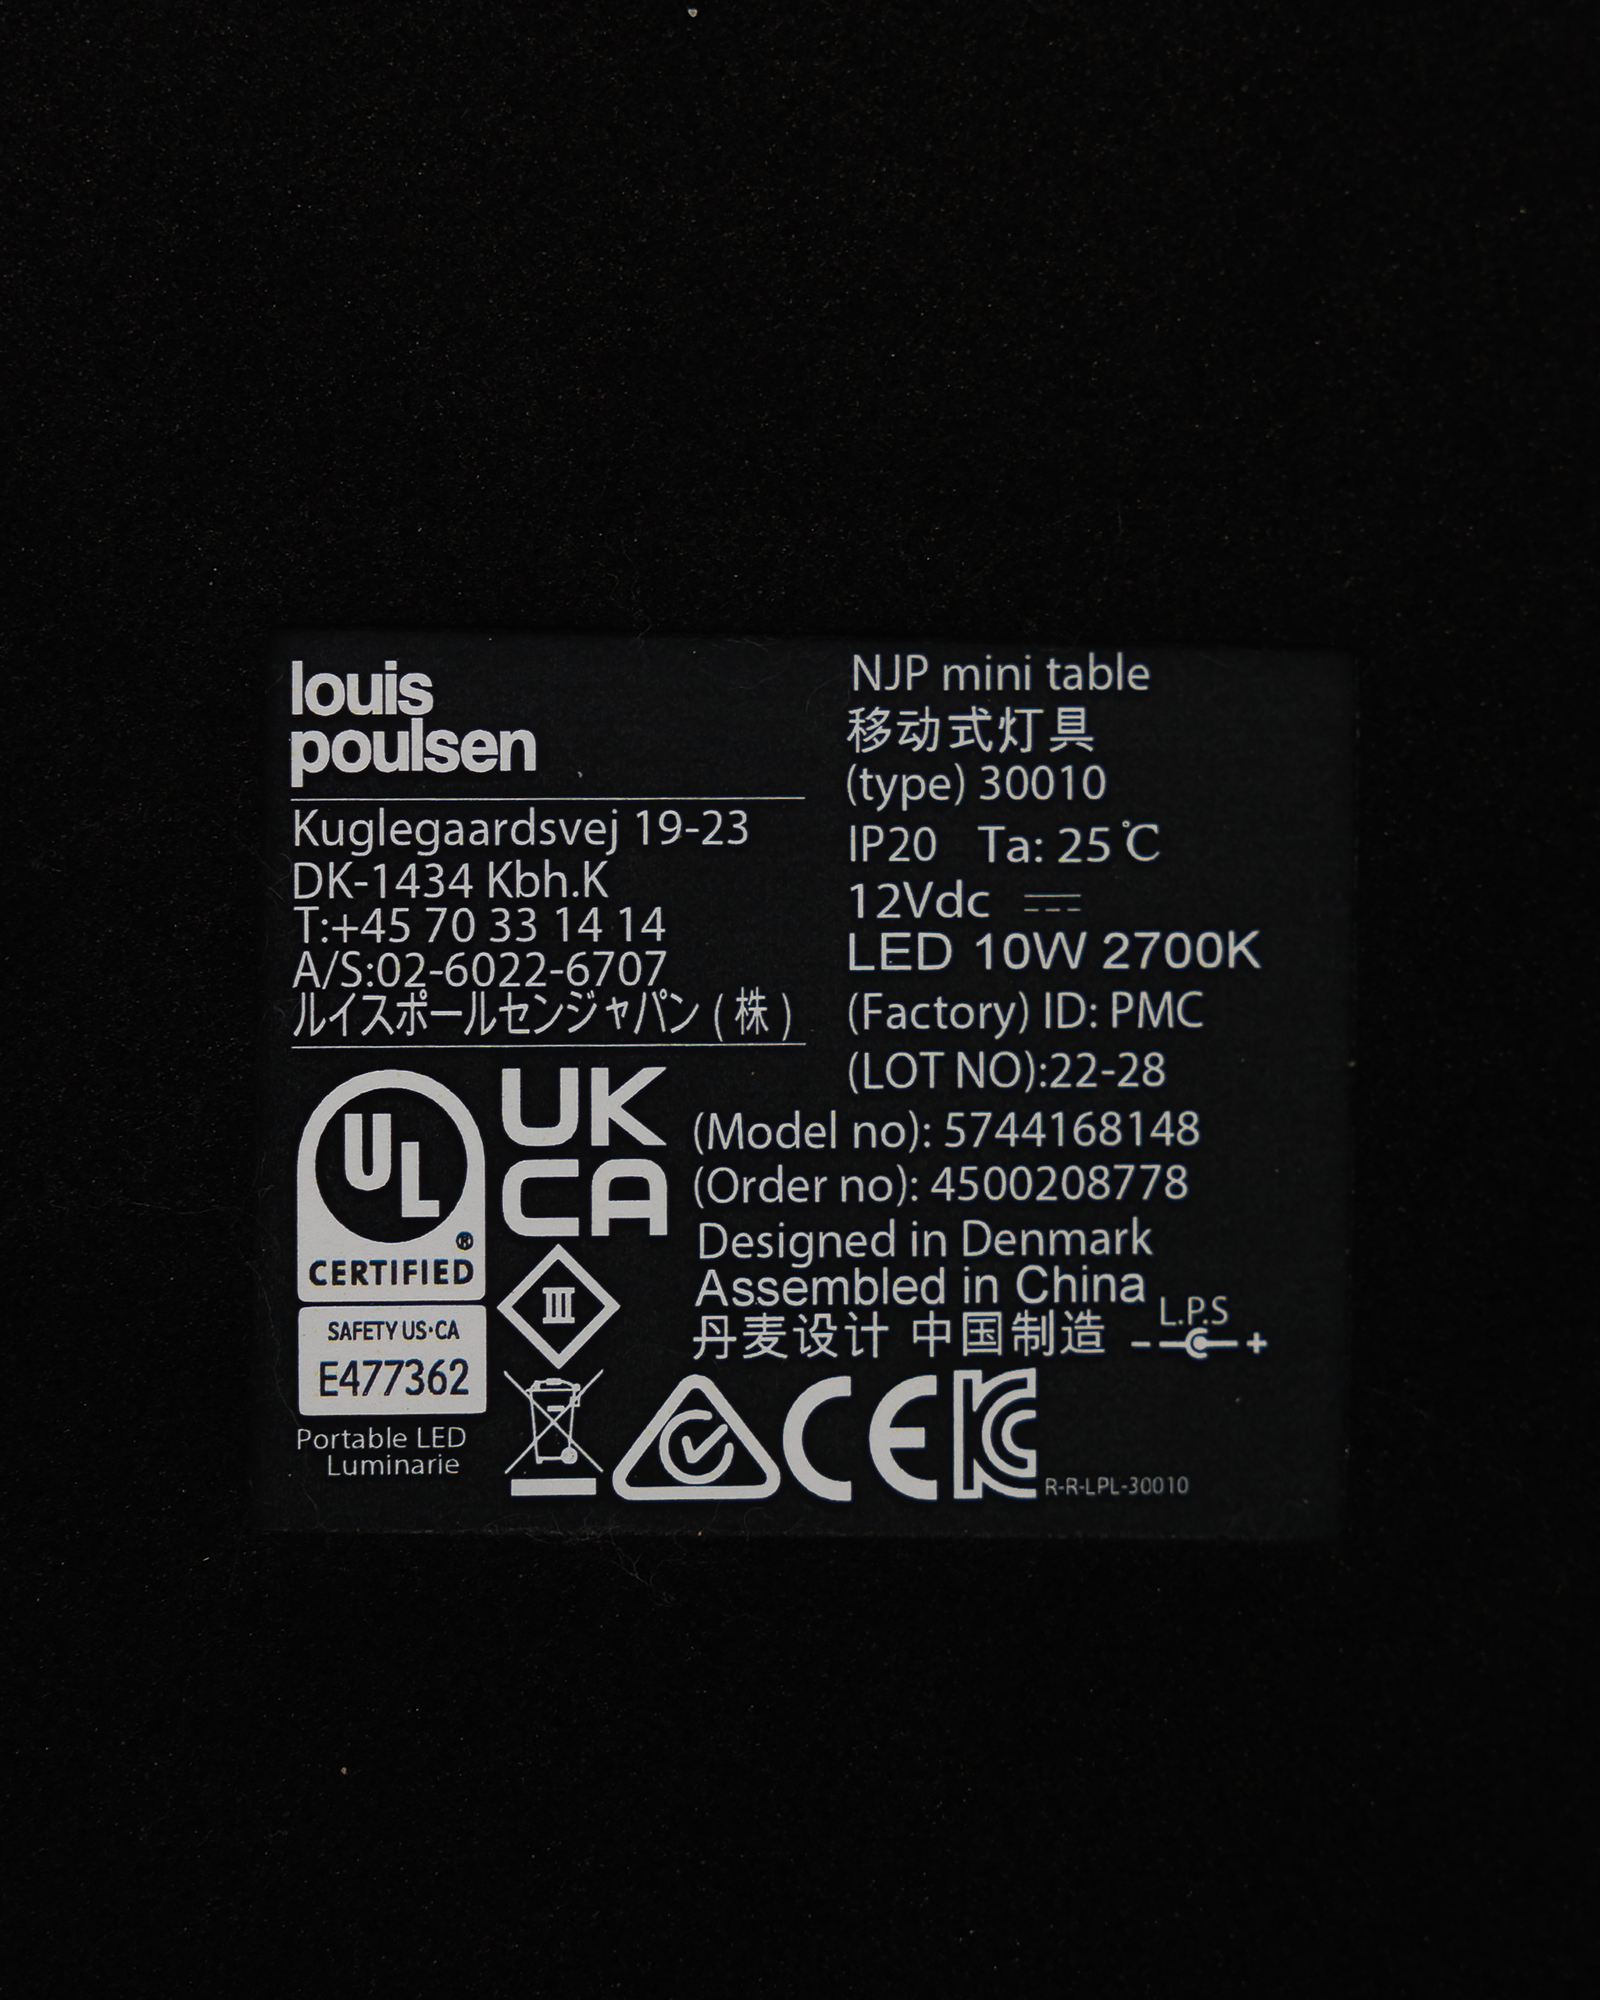 louis
poulsen
Kuglegaardsvej 19-23
DK-1434 Kbh.K
T:+45 70 33 14 14
A/S:02-6022-6707
ルイスポールセンジャパン (株)
NJP mini table
移动式灯具
(type) 30010
IP20 Ta: 25℃
12Vdc
LED 10W 2700K
(Factory) ID: PMC
(LOT NO):22-28
(Model no): 5744168148
(Order no): 4500208778
Designed in Denmark
Assembled in China
丹麦设计 中国制造
L.P.S
- +
UL
®
CERTIFIED
SAFETY US·CA
E477362
Portable LED
Luminarie
UK
CA
III
CE
KC
R-R-LPL-30010